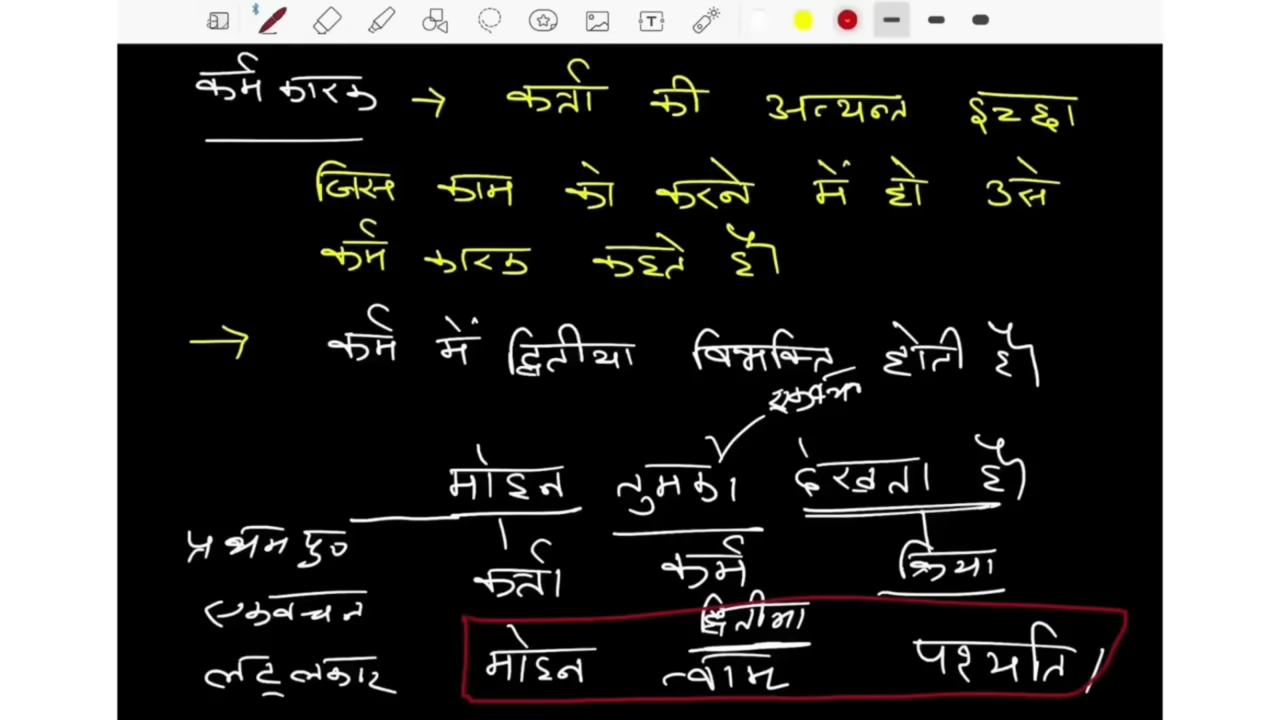 कर्म कारक → कर्त्ता की अत्यन्त इच्छा
जिस काम को करने में हो उसे
कर्म कारक कहते हैं
→ कर्म में द्वितीया विभक्ति होती है
मोहन तुमको देखता है
प्रथम पु०
कर्त्ता कर्म क्रिया
एकवचन
द्वितीया
लट् लकार
मोहन त्वाम पश्यति।